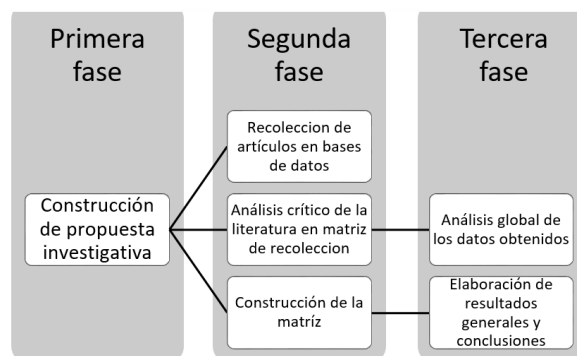 Primera
fase
Segunda
fase
Tercera
fase
Construcción
de propuesta
investigativa
Recoleccion de
artículos en bases
de datos
Análisis crítico de la
literatura en matriz
de recoleccion
Construcción de la
matríz
Análisis global de
los datos obtenidos
Elaboración de
resultados
generales y
conclusiones